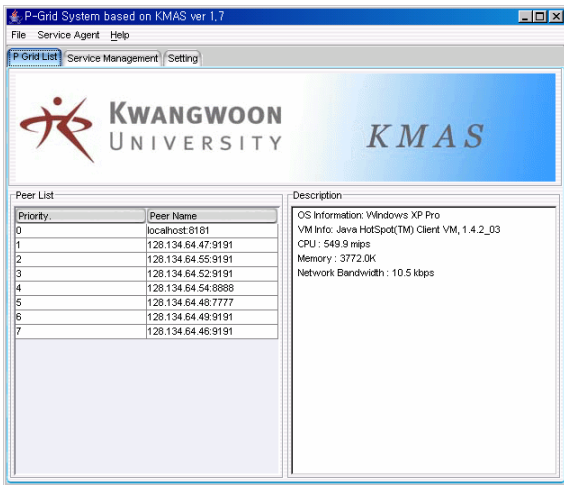 P-Grid System based on KMAS ver 1,7
File Service Agent Help
P Grid List Service Management Setting
KWANGWOON
UNIVERSITY
KMAS
Peer List
Priority. Peer Name
0 localhost:8181
1 128.134.64.47:9191
2 128.134.64.55:9191
3 128.134.64.52:9191
4 128.134.64.54:8888
5 128.134.64.48:7777
6 128.134.64.49:9191
7 128.134.64.46:9191
Description
OS Information: Windows XP Pro
VM Info: Java HotSpot(TM) Client VM, 1.4.2_03
CPU : 549.9 mips
Memory : 3772.0K
Network Bandwidth : 10.5 kbps